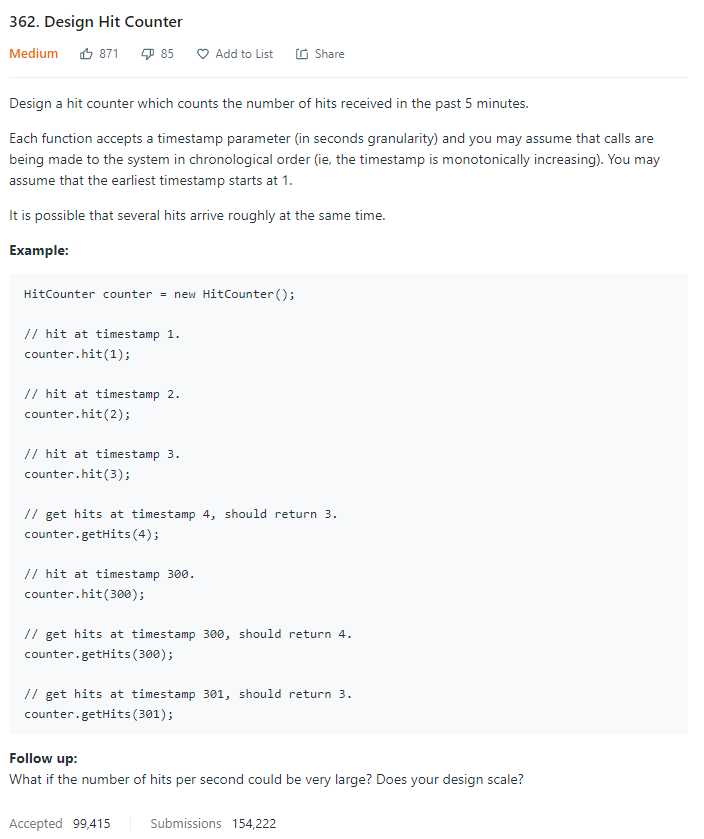 362. Design Hit Counter
Medium 871 85 Add to List Share
Design a hit counter which counts the number of hits received in the past 5 minutes.
Each function accepts a timestamp parameter (in seconds granularity) and you may assume that calls are
being made to the system in chronological order (ie, the timestamp is monotonically increasing). You may
assume that the earliest timestamp starts at 1.
It is possible that several hits arrive roughly at the same time.
Example:
HitCounter counter = new HitCounter();
// hit at timestamp 1.
counter.hit(1);
// hit at timestamp 2.
counter.hit(2);
// hit at timestamp 3.
counter.hit(3);
// get hits at timestamp 4, should return 3.
counter.getHits(4);
// hit at timestamp 300.
counter.hit(300);
// get hits at timestamp 300, should return 4.
counter.getHits(300);
// get hits at timestamp 301, should return 3.
counter.getHits(301);
Follow up:
What if the number of hits per second could be very large? Does your design scale?
Accepted 99,415 Submissions 154,222